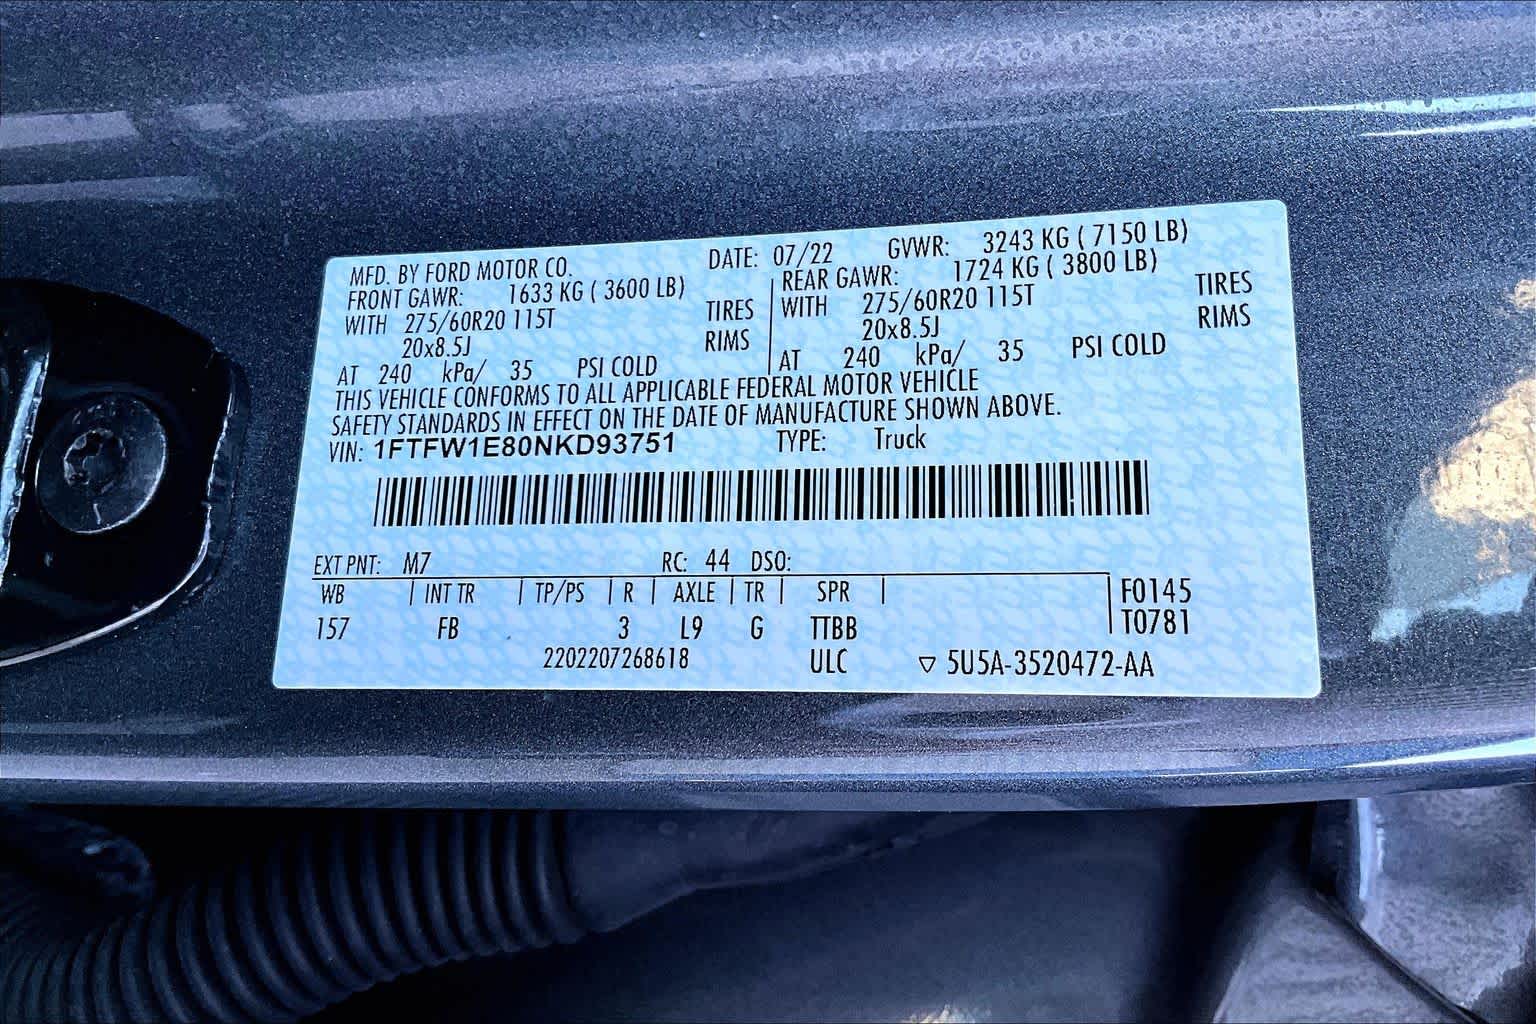 MFD. BY FORD MOTOR CO. DATE: 07/22 GVWR: 3243 KG ( 7150 LB)
FRONT GAWR: 1633 KG ( 3600 LB) REAR GAWR: 1724 KG ( 3800 LB)
WITH 275/60R20 115T TIRES WITH 275/60R20 115T TIRES
20x8.5J RIMS 20x8.5J RIMS
AT 240 kPa/ 35 PSI COLD AT 240 kPa/ 35 PSI COLD
THIS VEHICLE CONFORMS TO ALL APPLICABLE FEDERAL MOTOR VEHICLE
SAFETY STANDARDS IN EFFECT ON THE DATE OF MANUFACTURE SHOWN ABOVE.
VIN: 1FTFW1E80NKD93751 TYPE: Truck
EXT PNT: M7 RC: 44 DSO:
WB INT TR TP/PS R AXLE TR SPR F0145
157 FB 3 L9 G TTBB T0781
2202207268618 ULC ▽ 5U5A-3520472-AA